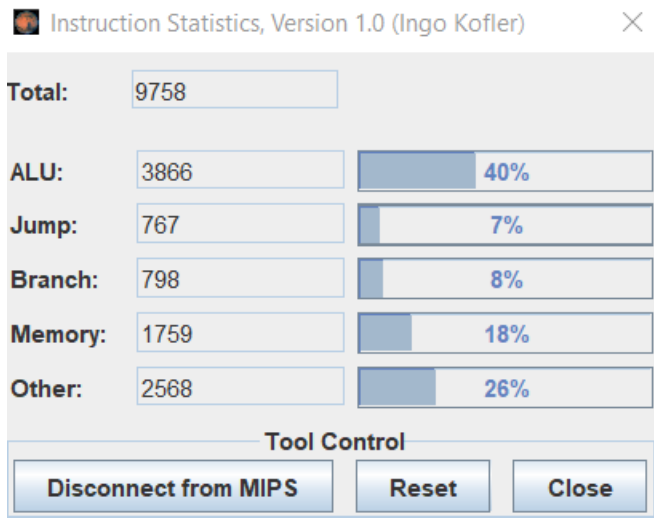 Instruction Statistics, Version 1.0 (Ingo Kofler)
Total: 9758
ALU: 3866 40%
Jump: 767 7%
Branch: 798 8%
Memory: 1759 18%
Other: 2568 26%
Tool Control
Disconnect from MIPS Reset Close